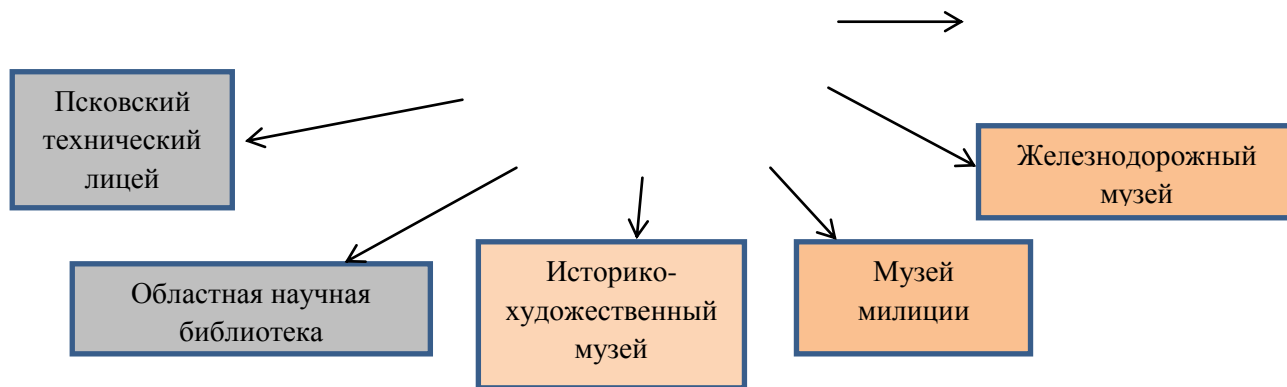 Псковский
технический
лицей
Железнодорожный
музей
Областная научная
библиотека
Историко-
художественный
музей
Музей
милиции